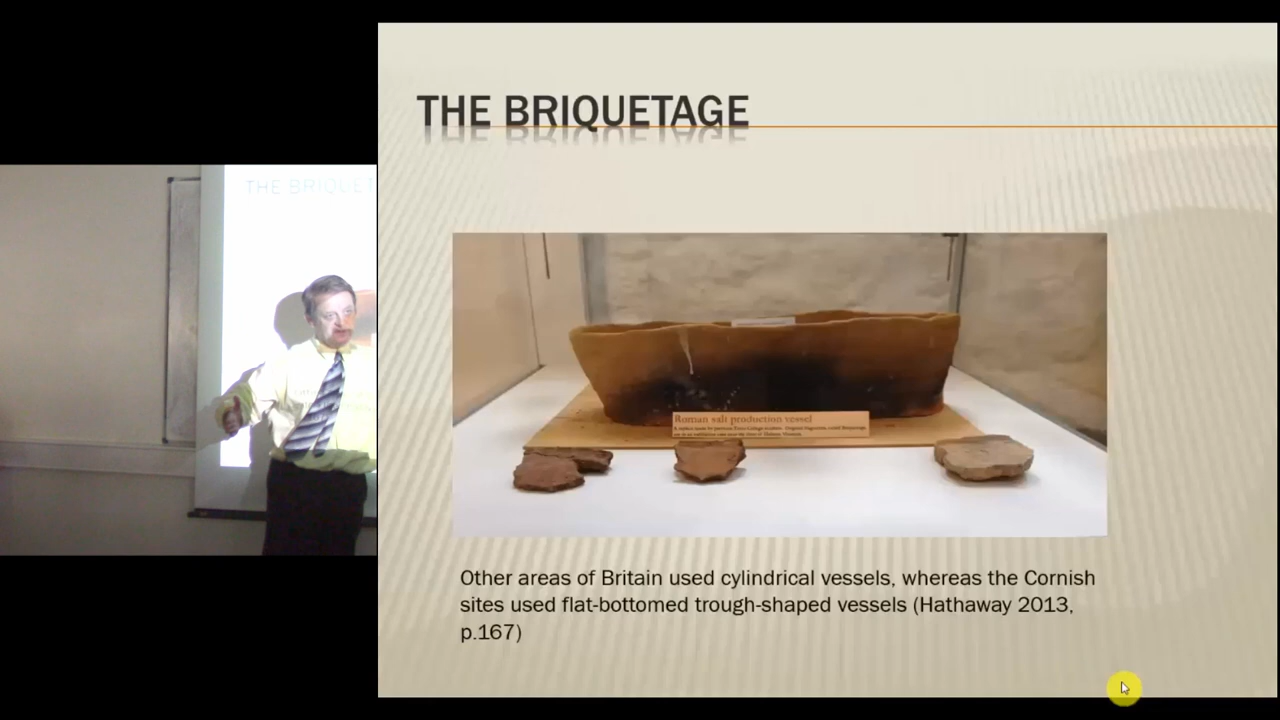 THE BRIQUETAGE
THE BRIQUET
Roman salt production vessel
Other areas of Britain used cylindrical vessels, whereas the Cornish
sites used flat-bottomed trough-shaped vessels (Hathaway 2013,
p.167)